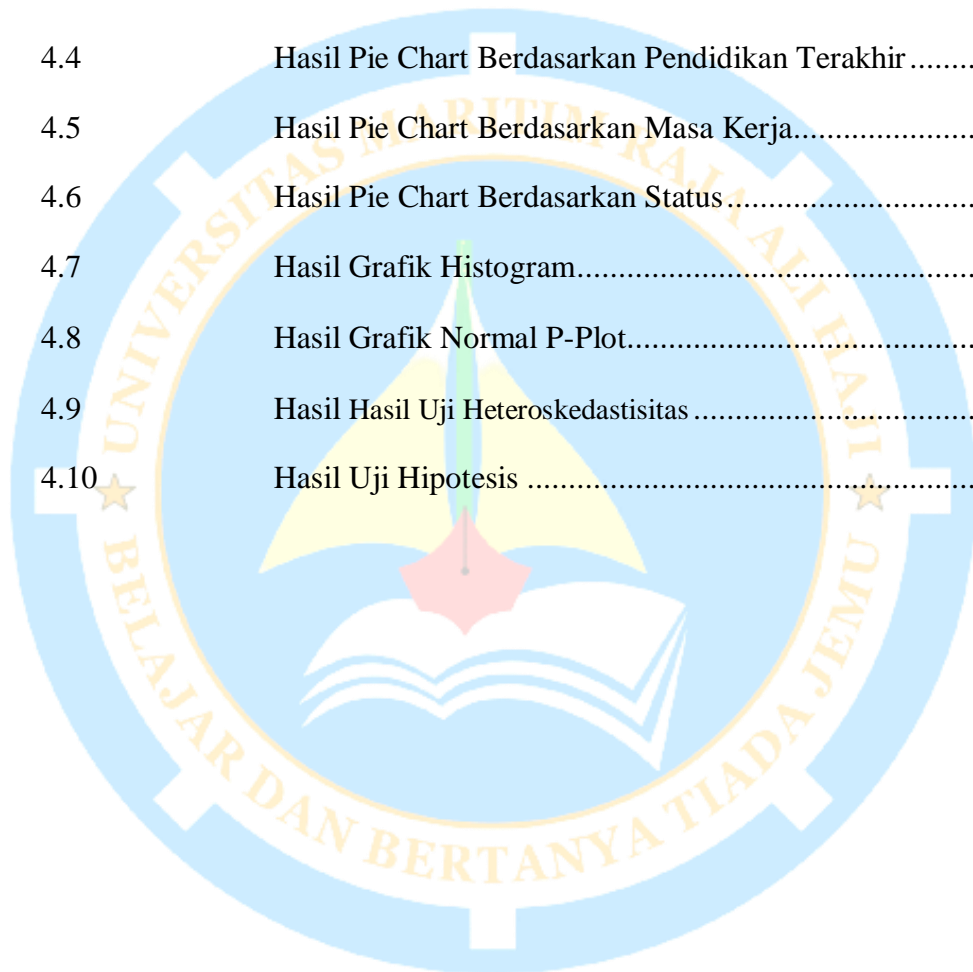 4.4 Hasil Pie Chart Berdasarkan Pendidikan Terakhir..........
4.5 Hasil Pie Chart Berdasarkan Masa Kerja..........................
4.6 Hasil Pie Chart Berdasarkan Status...................................
4.7 Hasil Grafik Histogram......................................................
4.8 Hasil Grafik Normal P-Plot...............................................
4.9 Hasil Hasil Uji Heteroskedastisitas.......................................
4.10 Hasil Uji Hipotesis .............................................................
UNIVERSITAS MARITIM RAJA ALI HAJI
BELAJAR DAN BERTANYA TIADA JEMU